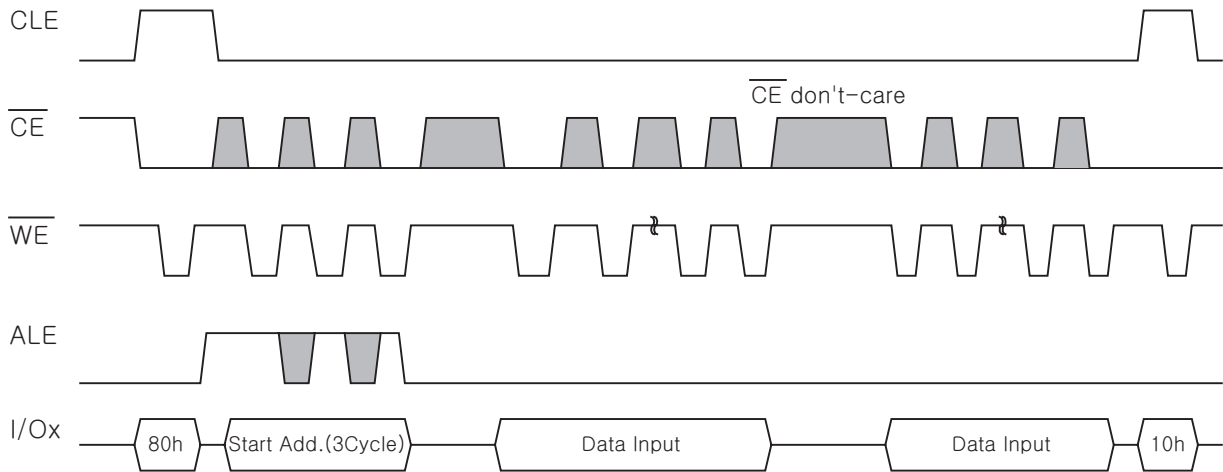 CLE
CE don't-care
CE
WE
ALE
I/Ox
80h
Start Add.(3Cycle)
Data Input
Data Input
10h